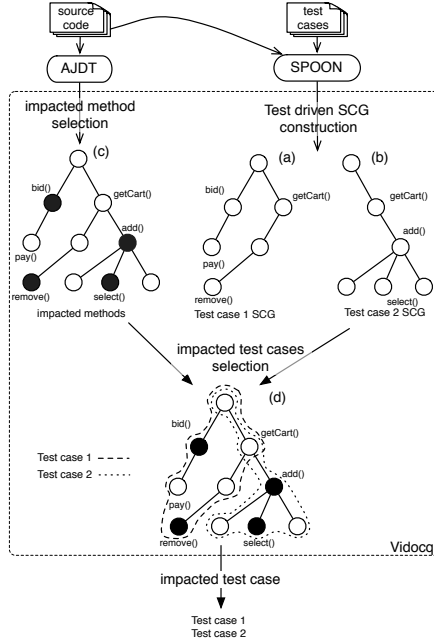 source
code
test
cases
AJDT
SPOON
impacted method
selection
Test driven SCG
construction
(c)
(a)
(b)
bid()
getCart()
add()
pay()
remove()
select()
impacted methods
bid()
getCart()
pay()
remove()
Test case 1 SCG
getCart()
add()
select()
Test case 2 SCG
impacted test cases
selection
(d)
bid()
getCart()
Test case 1
Test case 2
add()
pay()
remove()
select()
Vidocq
impacted test case
Test case 1
Test case 2